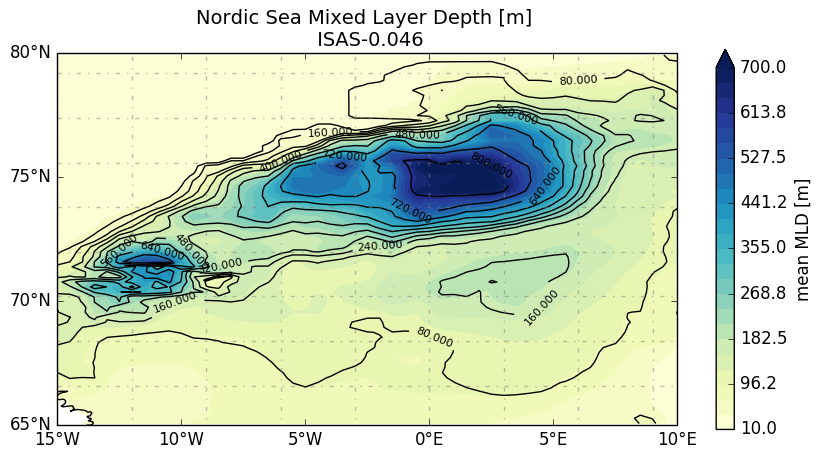 Nordic Sea Mixed Layer Depth [m]
ISAS-0.046
80°N
75°N
70°N
65°N
15°W
10°W
5°W
0°E
5°E
10°E
80.000
560.000
160.000
480.000
400.000
720.000
800.000
640.000
720.000
240.000
480.000
640.000
560.000
320.000
160.000
160.000
80.000
700.0
613.8
527.5
441.2
355.0
268.8
182.5
96.2
10.0
mean MLD [m]